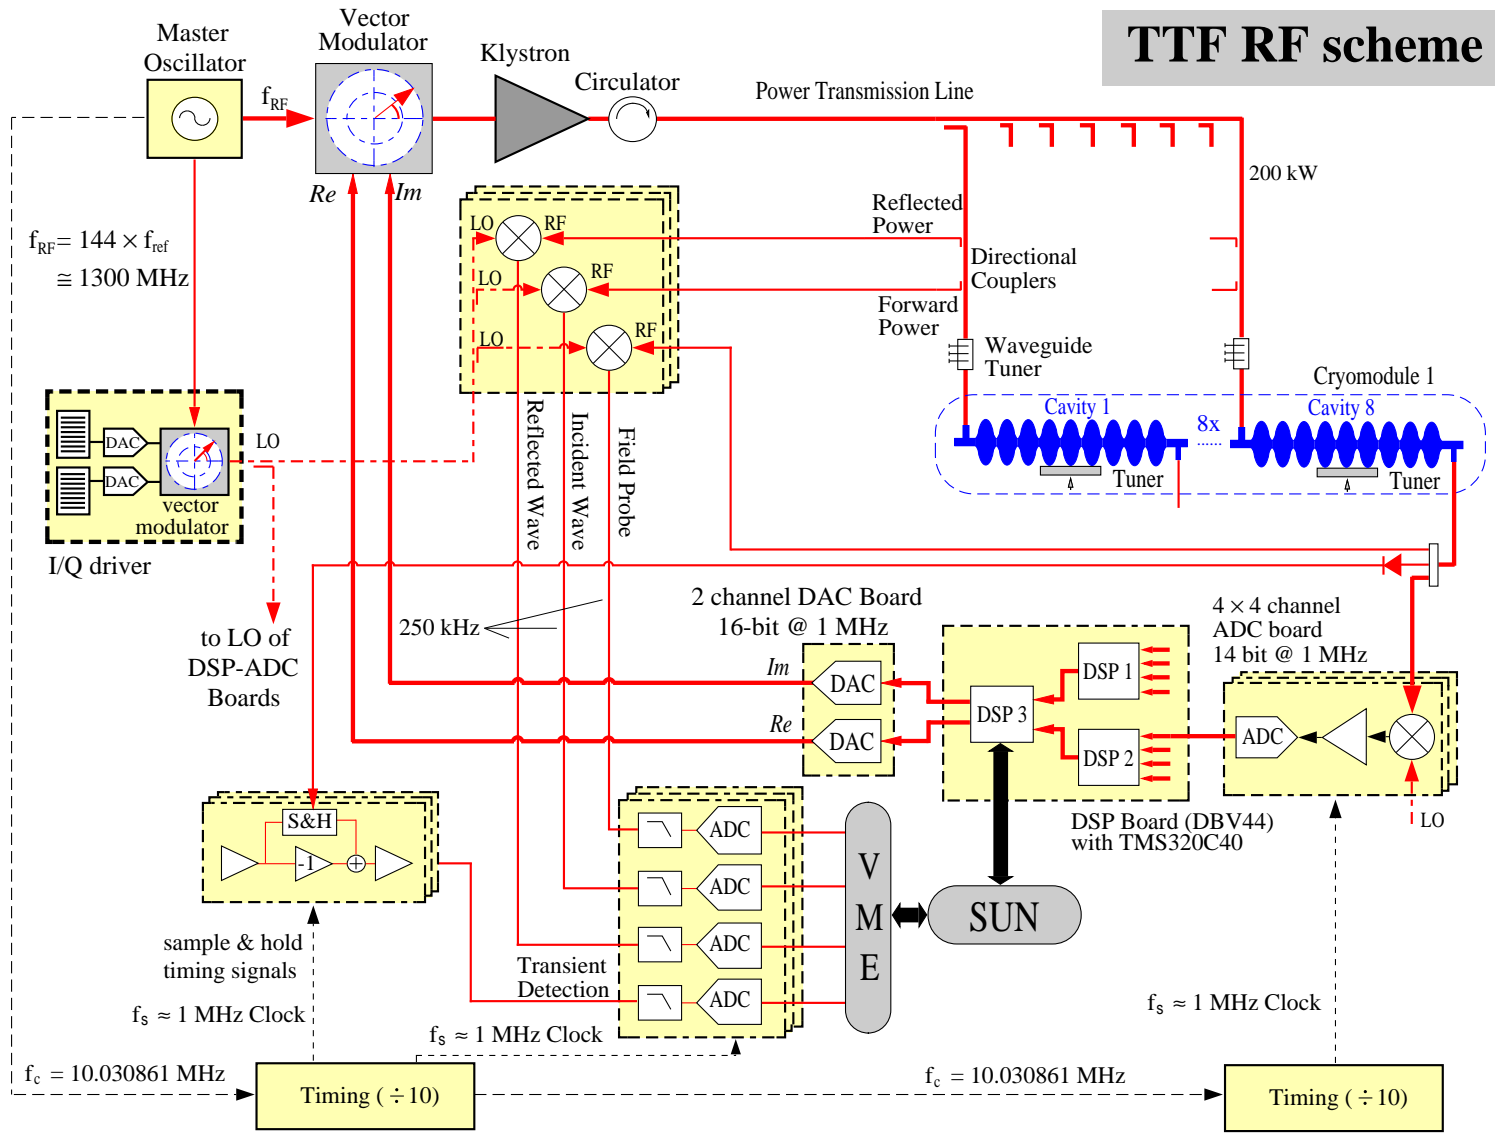 TTF RF scheme
Master
Oscillator
Vector
Modulator
f_RF
Klystron
Circulator
Power Transmission Line
200 kW
Re
Im
f_RF = 144 × f_ref
≅ 1300 MHz
LO
RF
LO
RF
LO
RF
Reflected
Power
Directional
Couplers
Forward
Power
Waveguide
Tuner
Cryomodule 1
Cavity 1
8x
Cavity 8
Tuner
Tuner
DAC
DAC
vector
modulator
LO
I/Q driver
to LO of
DSP-ADC
Boards
Reflected Wave
Incident Wave
Field Probe
250 kHz
2 channel DAC Board
16-bit @ 1 MHz
Im
DAC
Re
DAC
DSP 1
DSP 3
DSP 2
DSP Board (DBV44)
with TMS320C40
4 × 4 channel
ADC board
14 bit @ 1 MHz
ADC
LO
S&H
-1
+
sample & hold
timing signals
f_s ≈ 1 MHz Clock
ADC
ADC
ADC
ADC
Transient
Detection
V
M
E
SUN
f_s ≈ 1 MHz Clock
f_s ≈ 1 MHz Clock
f_c = 10.030861 MHz
Timing ( ÷ 10)
f_c = 10.030861 MHz
Timing ( ÷ 10)